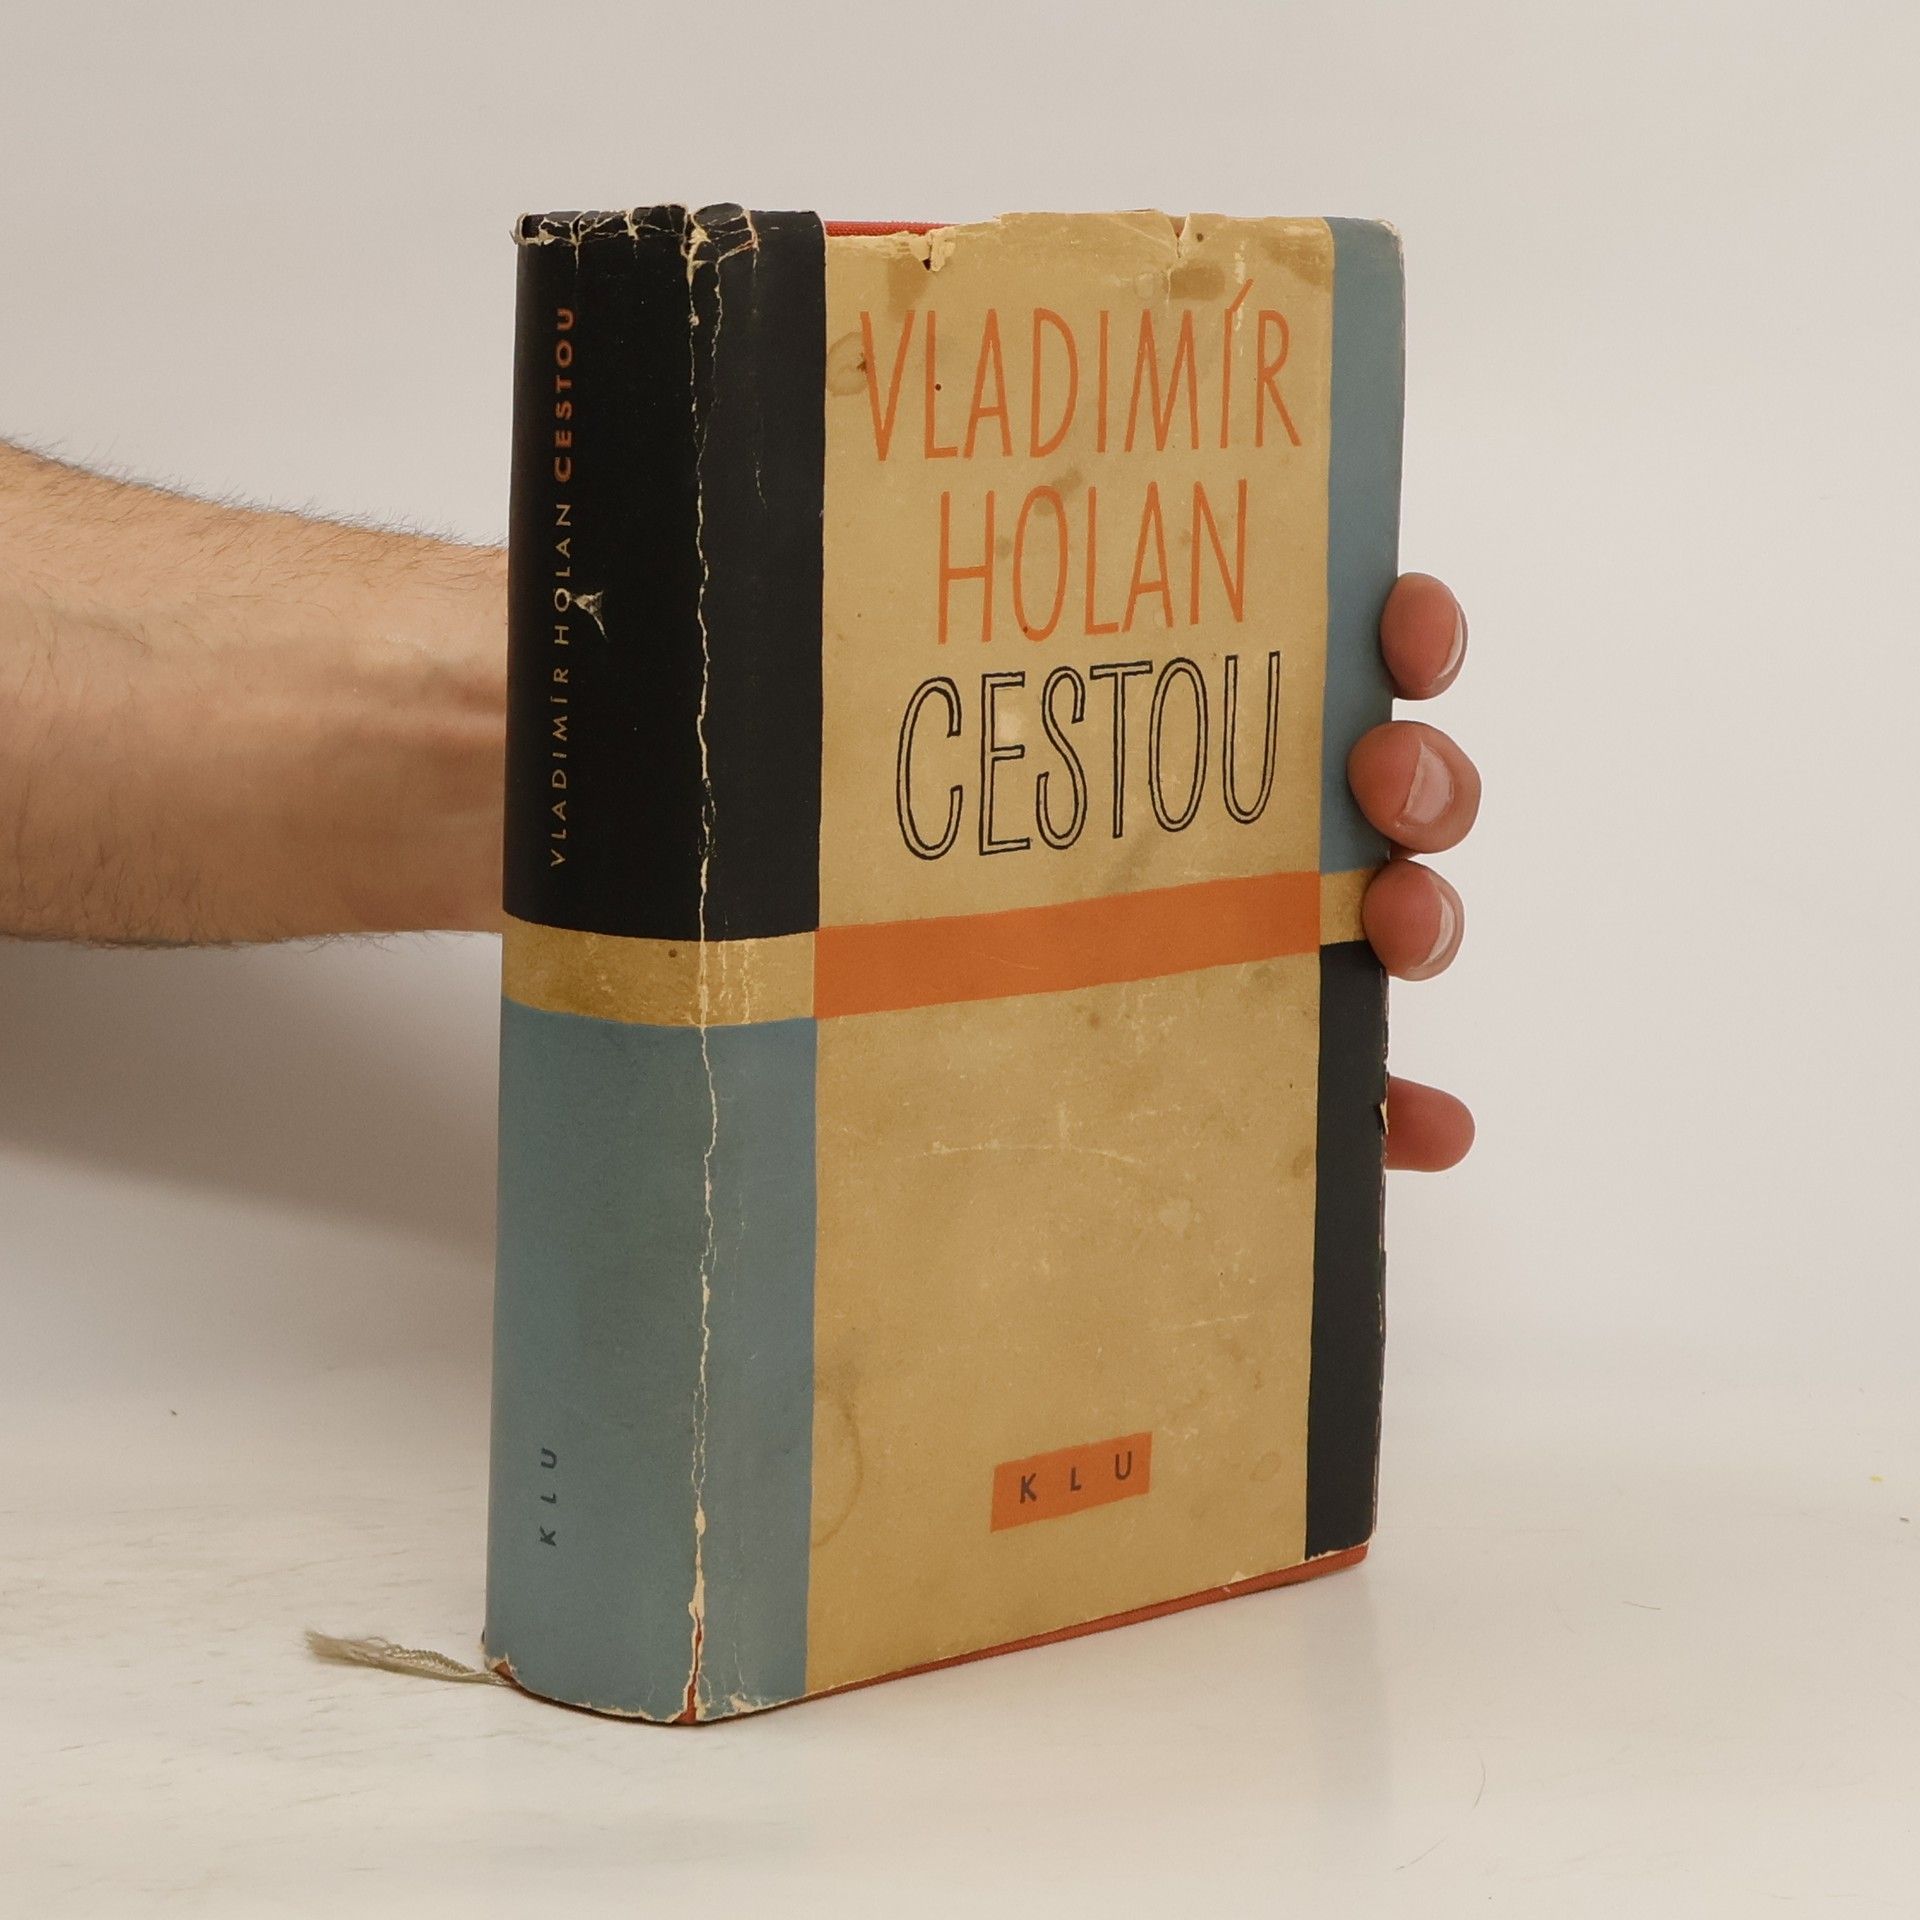 VLADIMÍR HOLAN CESTOU
KLU
VLADIMÍR
HOLAN
CESTOU
KLU